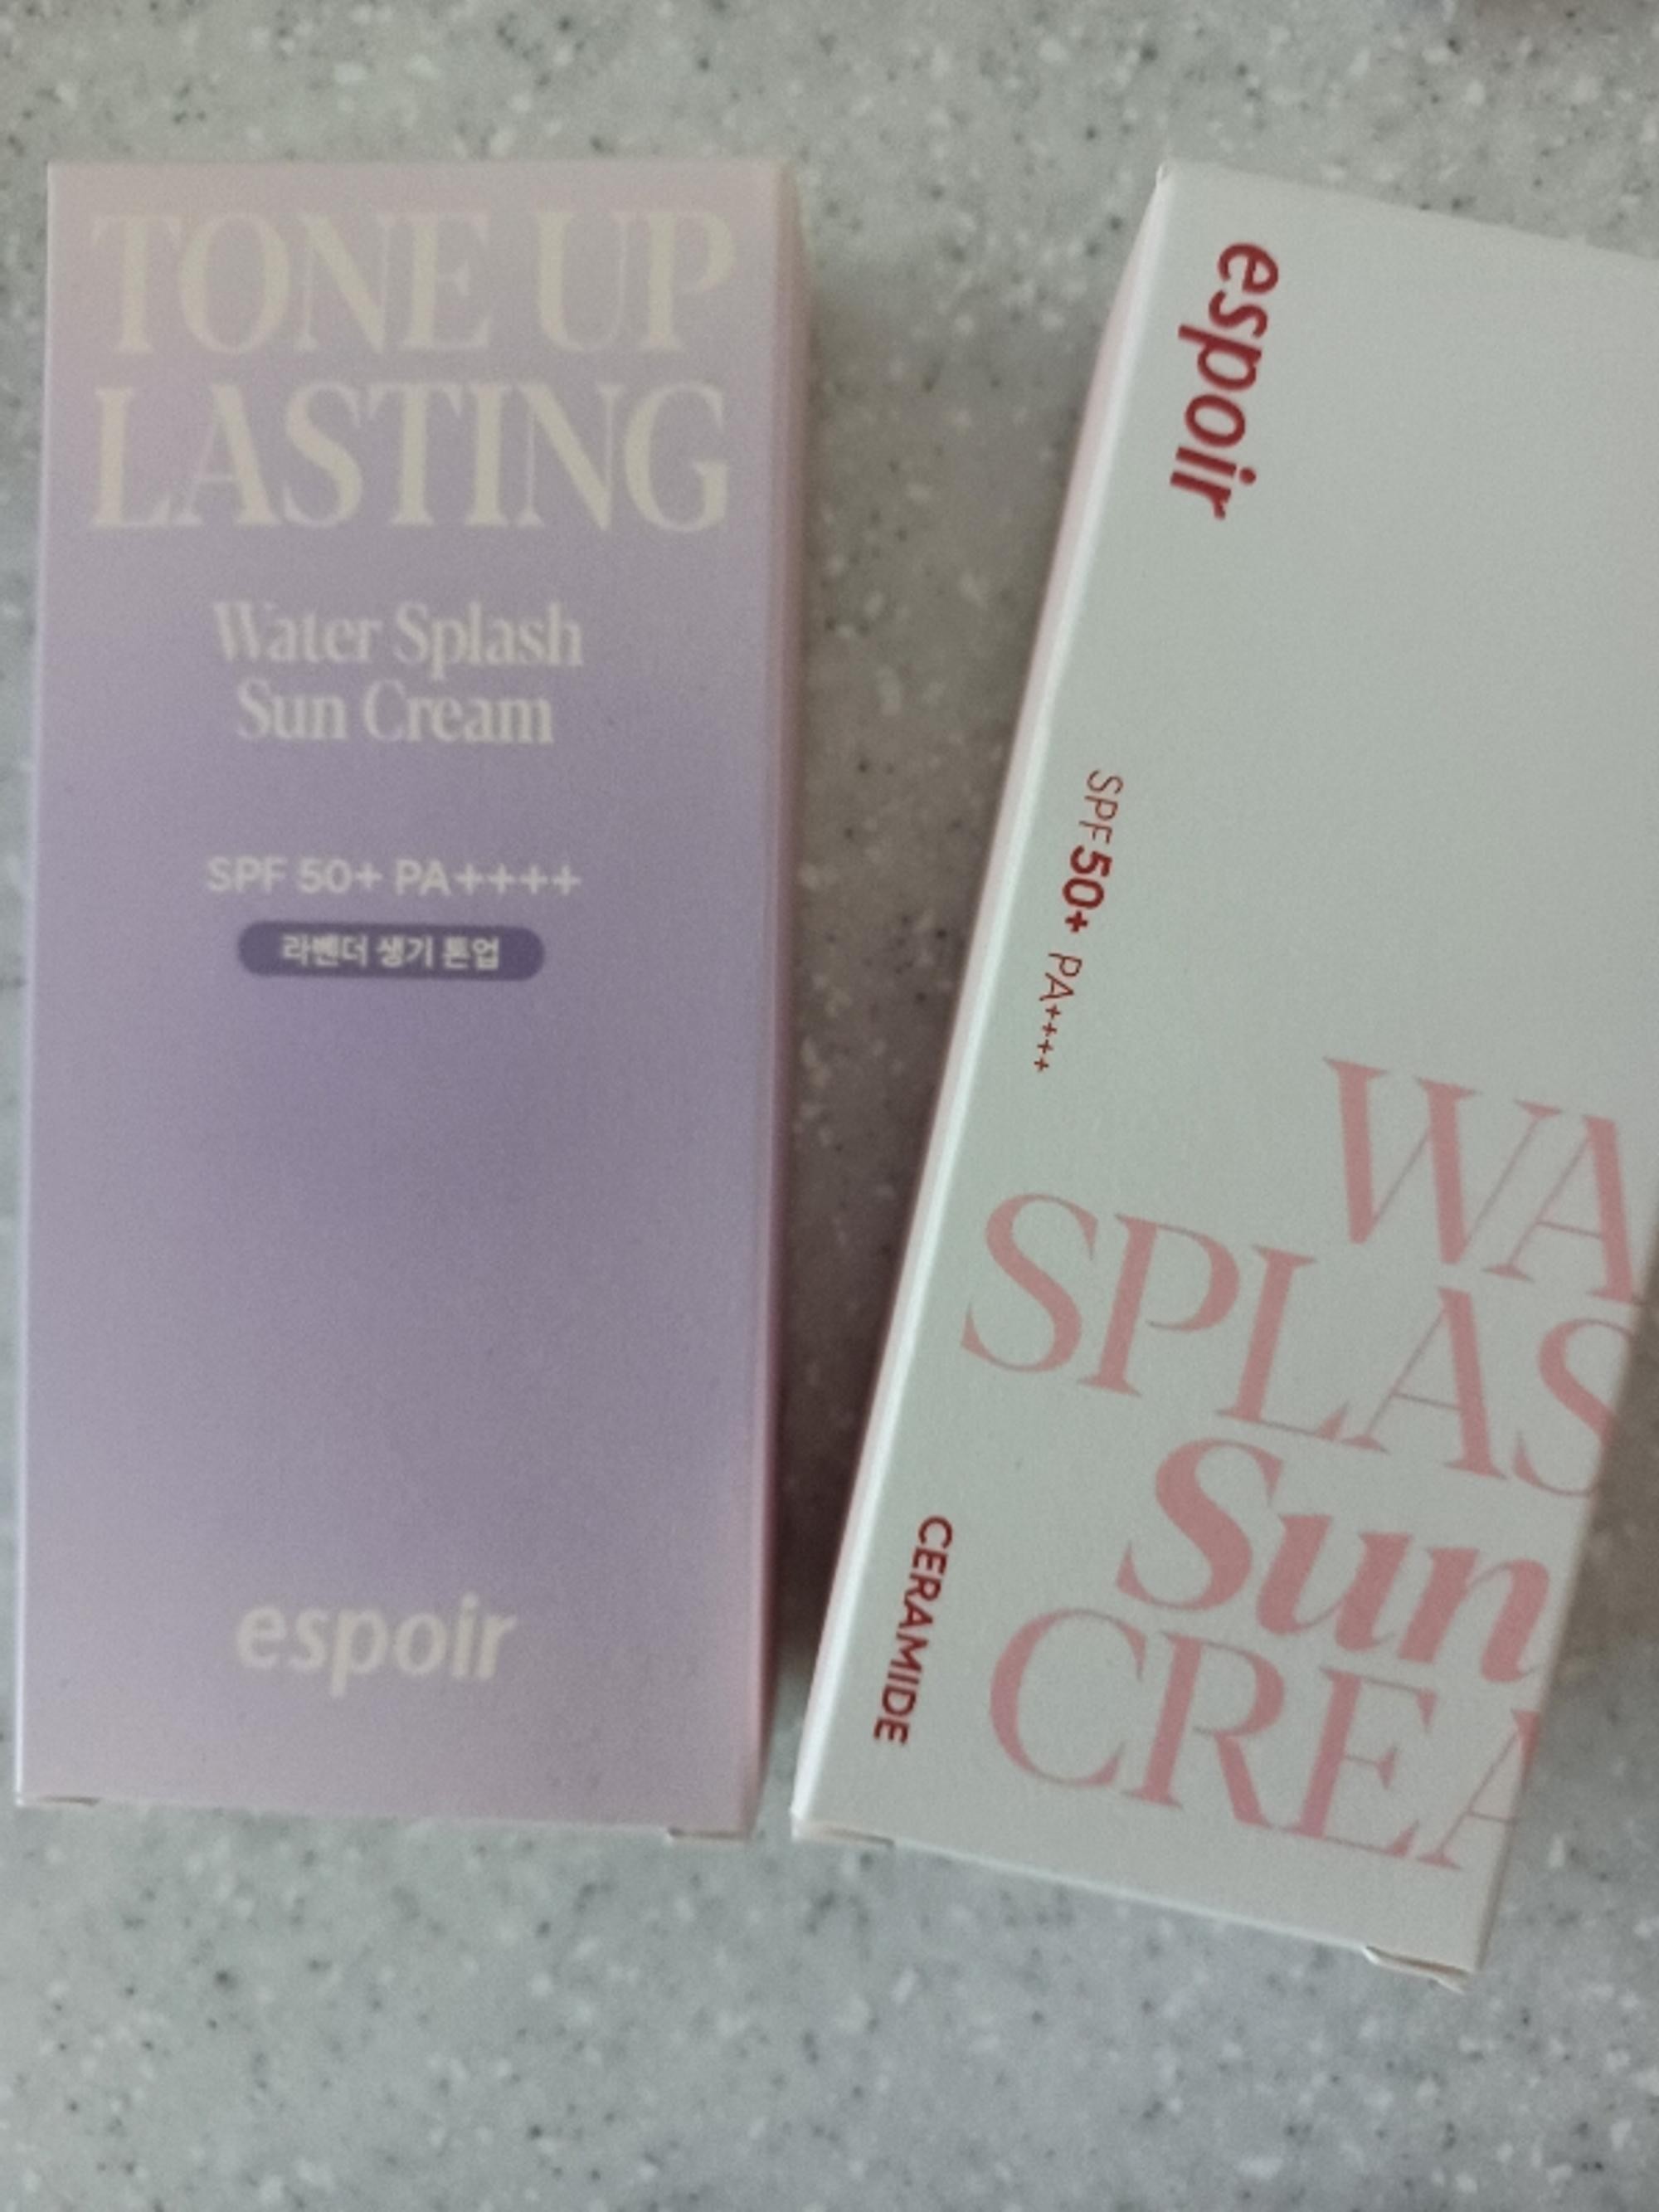 TONE UP
LASTING
Water Splash
Sun Cream
SPF 50+ PA++++
라벤더 생기 톤업
espoir
espoir
SPF 50+ PA++++
WA
SPLAS
Sun
CREA
CERAMIDE